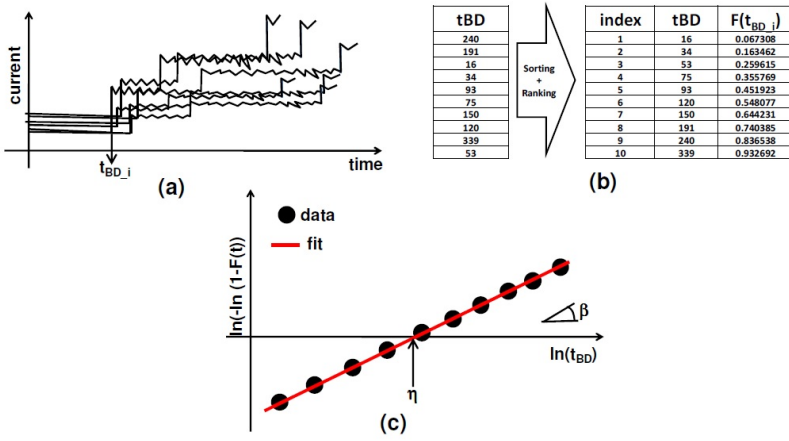 current
time
tBD_i
(a)
tBD
240
191
16
34
93
75
150
120
339
53
Sorting
+
Ranking
index tBD F(tBD_i)
1 16 0.067308
2 34 0.163462
3 53 0.259615
4 75 0.355769
5 93 0.451923
6 120 0.548077
7 150 0.644231
8 191 0.740385
9 240 0.836538
10 339 0.932692
(b)
ln(-ln (1-F(t))
data
fit
β
ln(tBD)
η
(c)